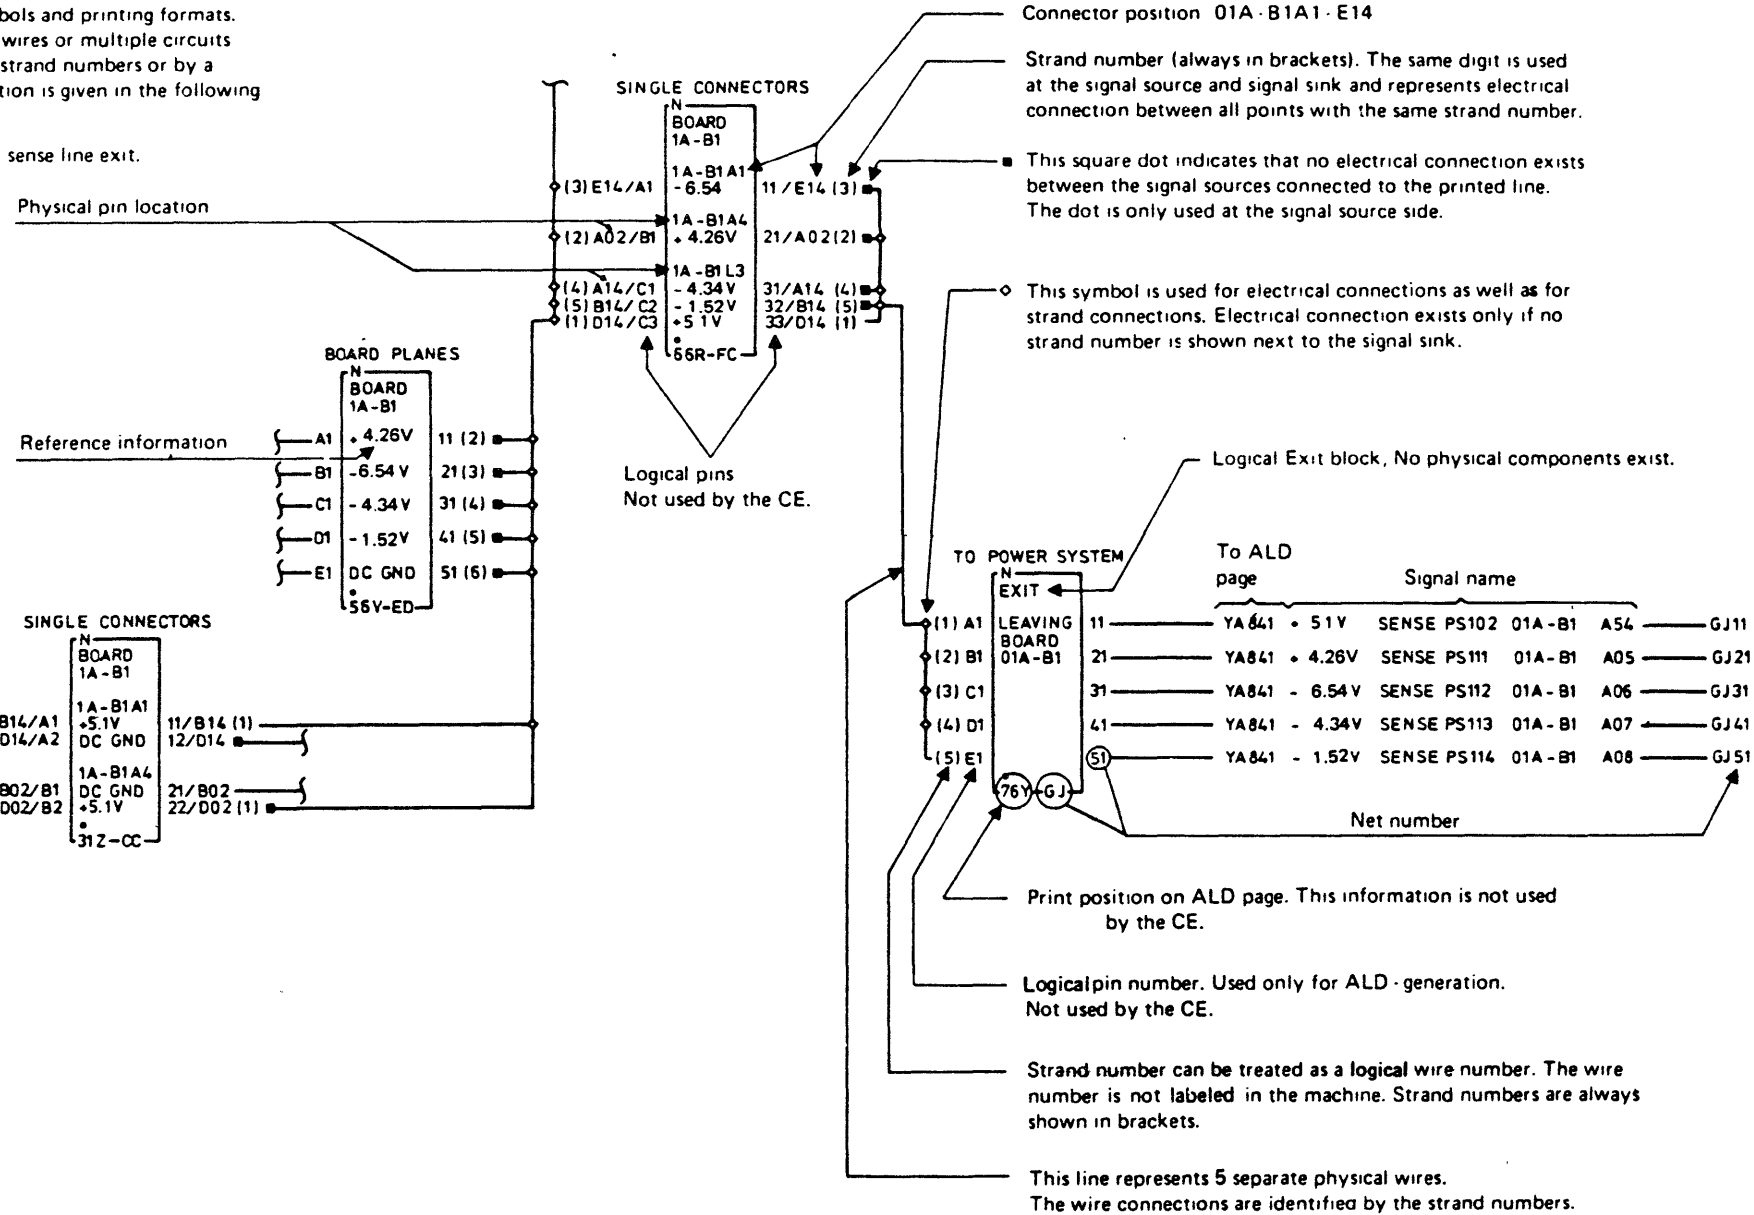 bols and printing formats.
wires or multiple circuits
strand numbers or by a
tion is given in the following
sense line exit.
Physical pin location
Reference information
SINGLE CONNECTORS
N
BOARD
1A-B1
1A-B1A1
(3) E14/A1 - 6.54 11/E14 (3)
1A-B1A4
(2) A02/B1 + 4.26V 21/A02 (2)
1A-B1L3
(4) A14/C1 - 4.34V 31/A14 (4)
(5) B14/C2 - 1.52V 32/B14 (5)
(1) D14/C3 +5 1V 33/D14 (1)
66R-FC
Logical pins
Not used by the CE.
BOARD PLANES
N
BOARD
1A-B1
A1 + 4.26V 11 (2)
B1 -6.54 V 21 (3)
C1 - 4.34V 31 (4)
D1 - 1.52V 41 (5)
E1 DC GND 51 (6)
56Y-ED
SINGLE CONNECTORS
N
BOARD
1A-B1
1A-B1A1
B14/A1 +5.1V 11/B14 (1)
D14/A2 DC GND 12/D14
1A-B1A4
B02/B1 DC GND 21/B02
D02/B2 +5.1V 22/D02 (1)
31Z-CC
Connector position 01A-B1A1-E14
Strand number (always in brackets). The same digit is used
at the signal source and signal sink and represents electrical
connection between all points with the same strand number.
This square dot indicates that no electrical connection exists
between the signal sources connected to the printed line.
The dot is only used at the signal source side.
This symbol is used for electrical connections as well as for
strand connections. Electrical connection exists only if no
strand number is shown next to the signal sink.
Logical Exit block, No physical components exist.
TO POWER SYSTEM
N
EXIT
To ALD
page Signal name
(1) A1 LEAVING 11 YA841 + 5 1 V SENSE PS102 01A-B1 A54 GJ11
BOARD
(2) B1 01A-B1 21 YA841 + 4.26V SENSE PS111 01A-B1 A05 GJ21
(3) C1 31 YA841 - 6.54 V SENSE PS112 01A-B1 A06 GJ31
(4) D1 41 YA841 - 4.34V SENSE PS113 01A-B1 A07 GJ41
(5) E1 51 YA841 - 1.52V SENSE PS114 01A-B1 A08 GJ51
76Y-GJ
Net number
Print position on ALD page. This information is not used
by the CE.
Logical pin number. Used only for ALD-generation.
Not used by the CE.
Strand number can be treated as a logical wire number. The wire
number is not labeled in the machine. Strand numbers are always
shown in brackets.
This line represents 5 separate physical wires.
The wire connections are identified by the strand numbers.